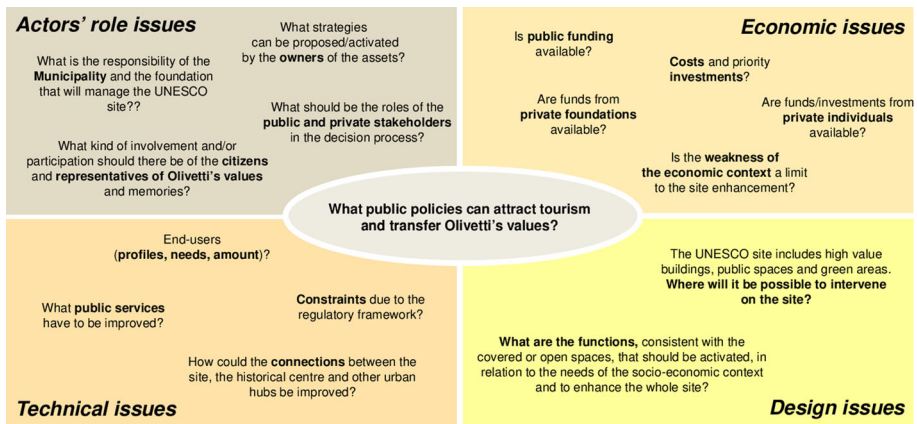 Actors' role issues
What strategies
can be proposed/activated
by the owners of the assets?
What is the responsibility of the
Municipality and the foundation
that will manage the UNESCO
site??
What should be the roles of the
public and private stakeholders
in the decision process?
What kind of involvement and/or
participation should there be of the citizens
and representatives of Olivetti's values
and memories?
Economic issues
Is public funding
available?
Costs and priority
investments?
Are funds from
private foundations
available?
Are funds/investments from
private individuals
available?
Is the weakness of
the economic context a limit
to the site enhancement?
What public policies can attract tourism
and transfer Olivetti's values?
End-users
(profiles, needs, amount)?
What public services
have to be improved?
Constraints due to the
regulatory framework?
How could the connections between the
site, the historical centre and other urban
hubs be improved?
Technical issues
The UNESCO site includes high value
buildings, public spaces and green areas.
Where will it be possible to intervene
on the site?
What are the functions, consistent with the
covered or open spaces, that should be activated, in
relation to the needs of the socio-economic context
and to enhance the whole site?
Design issues